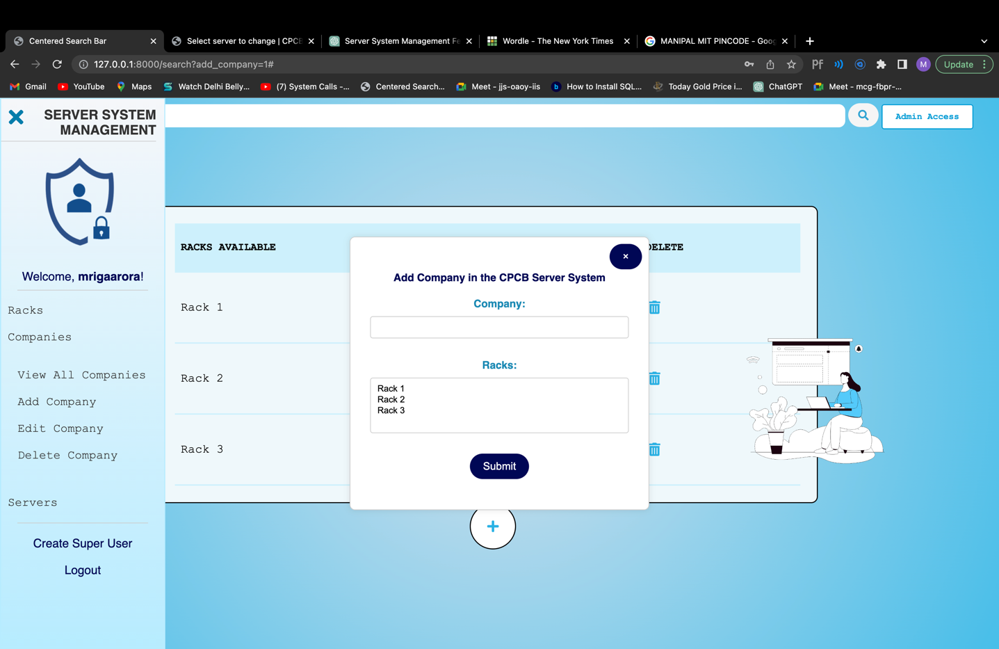 Centered Search Bar
Select server to change | CPCB
Server System Management Fe
Wordle - The New York Times
MANIPAL MIT PINCODE - Goog
127.0.0.1:8000/search?add_company=1#
Pf
M
Update
Gmail
YouTube
Maps
Watch Delhi Belly...
(7) System Calls -...
Centered Search...
Meet - jjs-oaoy-iis
b
How to Install SQL...
Today Gold Price i...
ChatGPT
Meet - mcg-fbpr-...
SERVER SYSTEM
MANAGEMENT
Admin Access
Welcome, mrigaarora!
Racks
Companies
View All Companies
Add Company
Edit Company
Delete Company
Servers
Create Super User
Logout
RACKS AVAILABLE
DELETE
Rack 1
Rack 2
Rack 3
×
Add Company in the CPCB Server System
Company:
Racks:
Rack 1
Rack 2
Rack 3
Submit
+